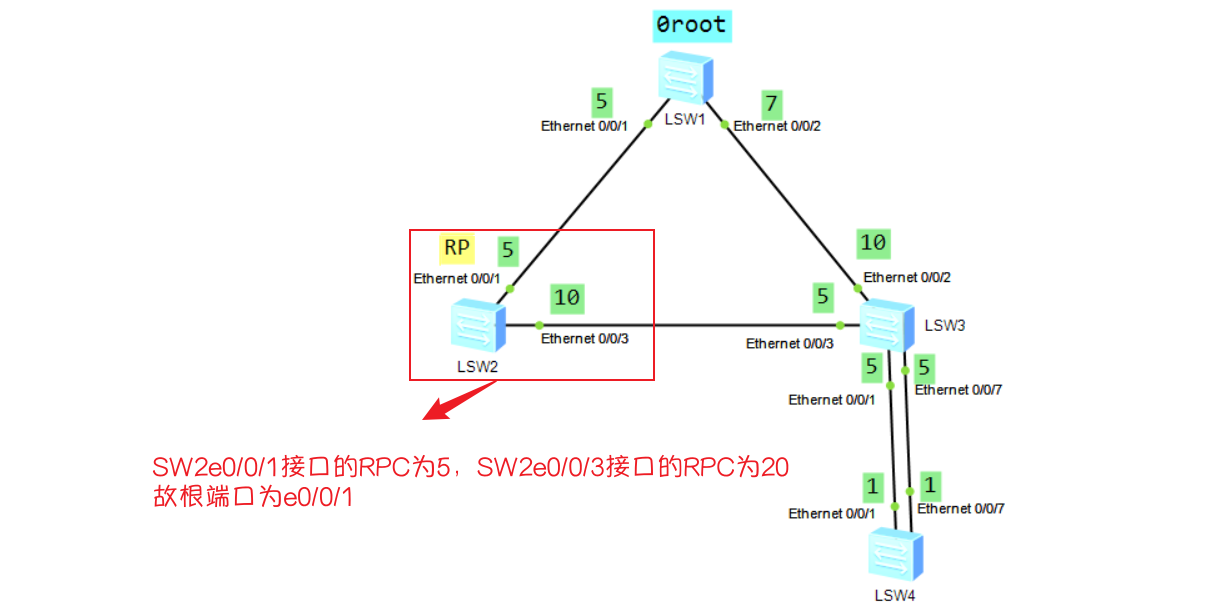 0root
LSW1
5
7
Ethernet 0/0/1
Ethernet 0/0/2
RP
5
10
Ethernet 0/0/1
Ethernet 0/0/2
10
5
Ethernet 0/0/3
Ethernet 0/0/3
LSW2
LSW3
5
5
Ethernet 0/0/1
Ethernet 0/0/7
SW2e0/0/1接口的RPC为5，SW2e0/0/3接口的RPC为20
故根端口为e0/0/1
1
1
Ethernet 0/0/1
Ethernet 0/0/7
LSW4